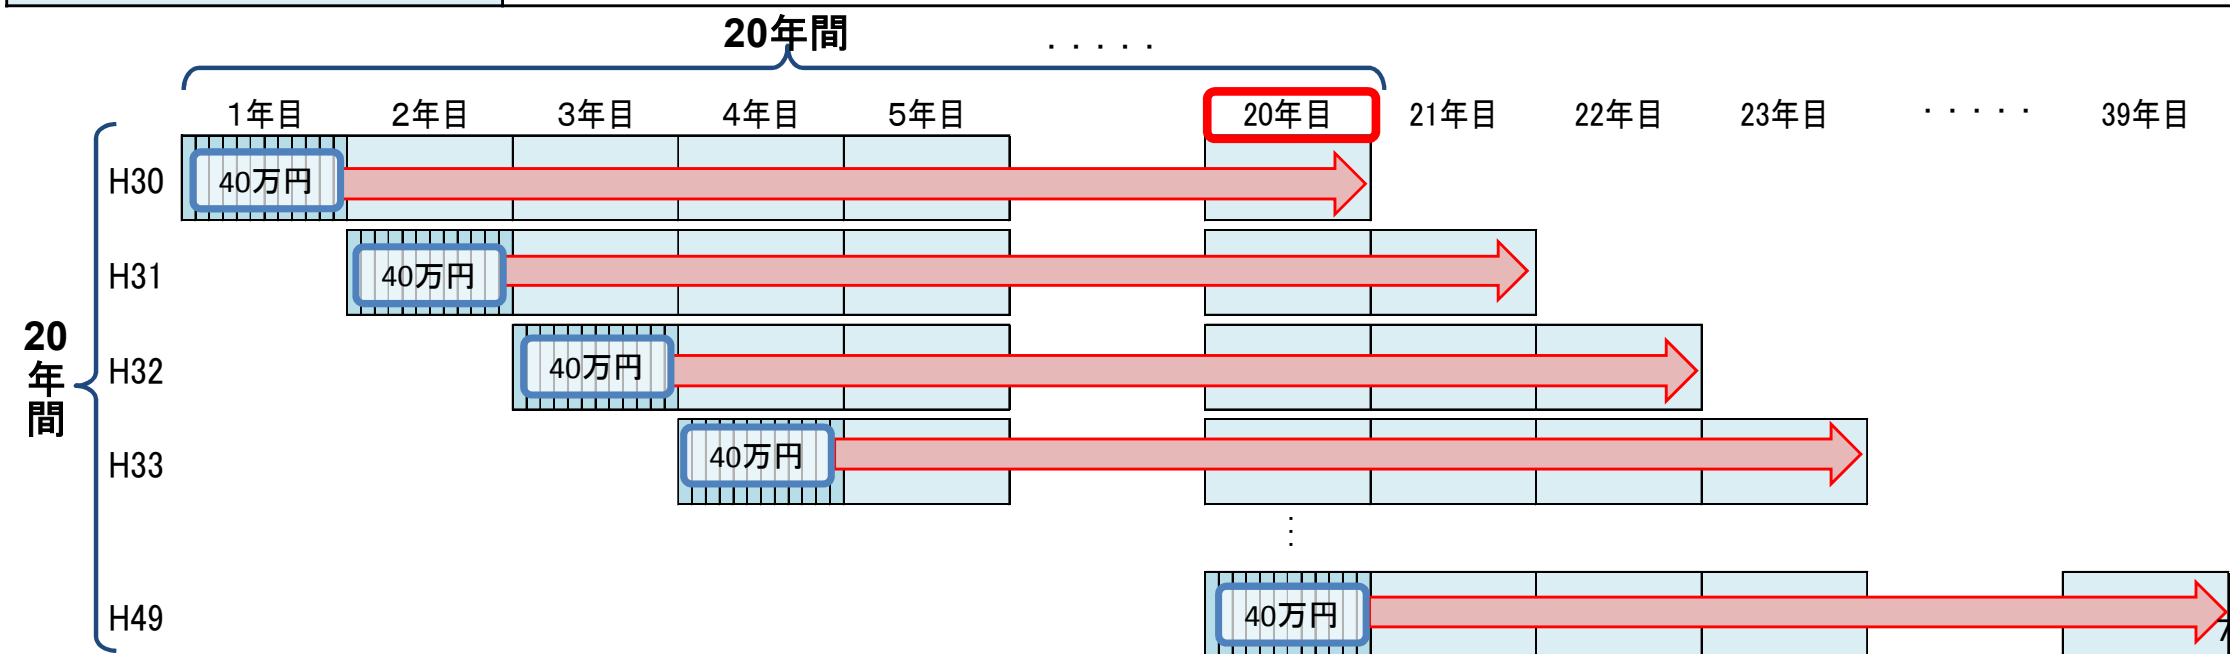 20年間
・・・・・
1年目 2年目 3年目 4年目 5年目 20年目 21年目 22年目 23年目 ・・・・・ 39年目
H30 40万円
H31 40万円
H32 40万円
H33 40万円
20年間
⋮
H49 40万円